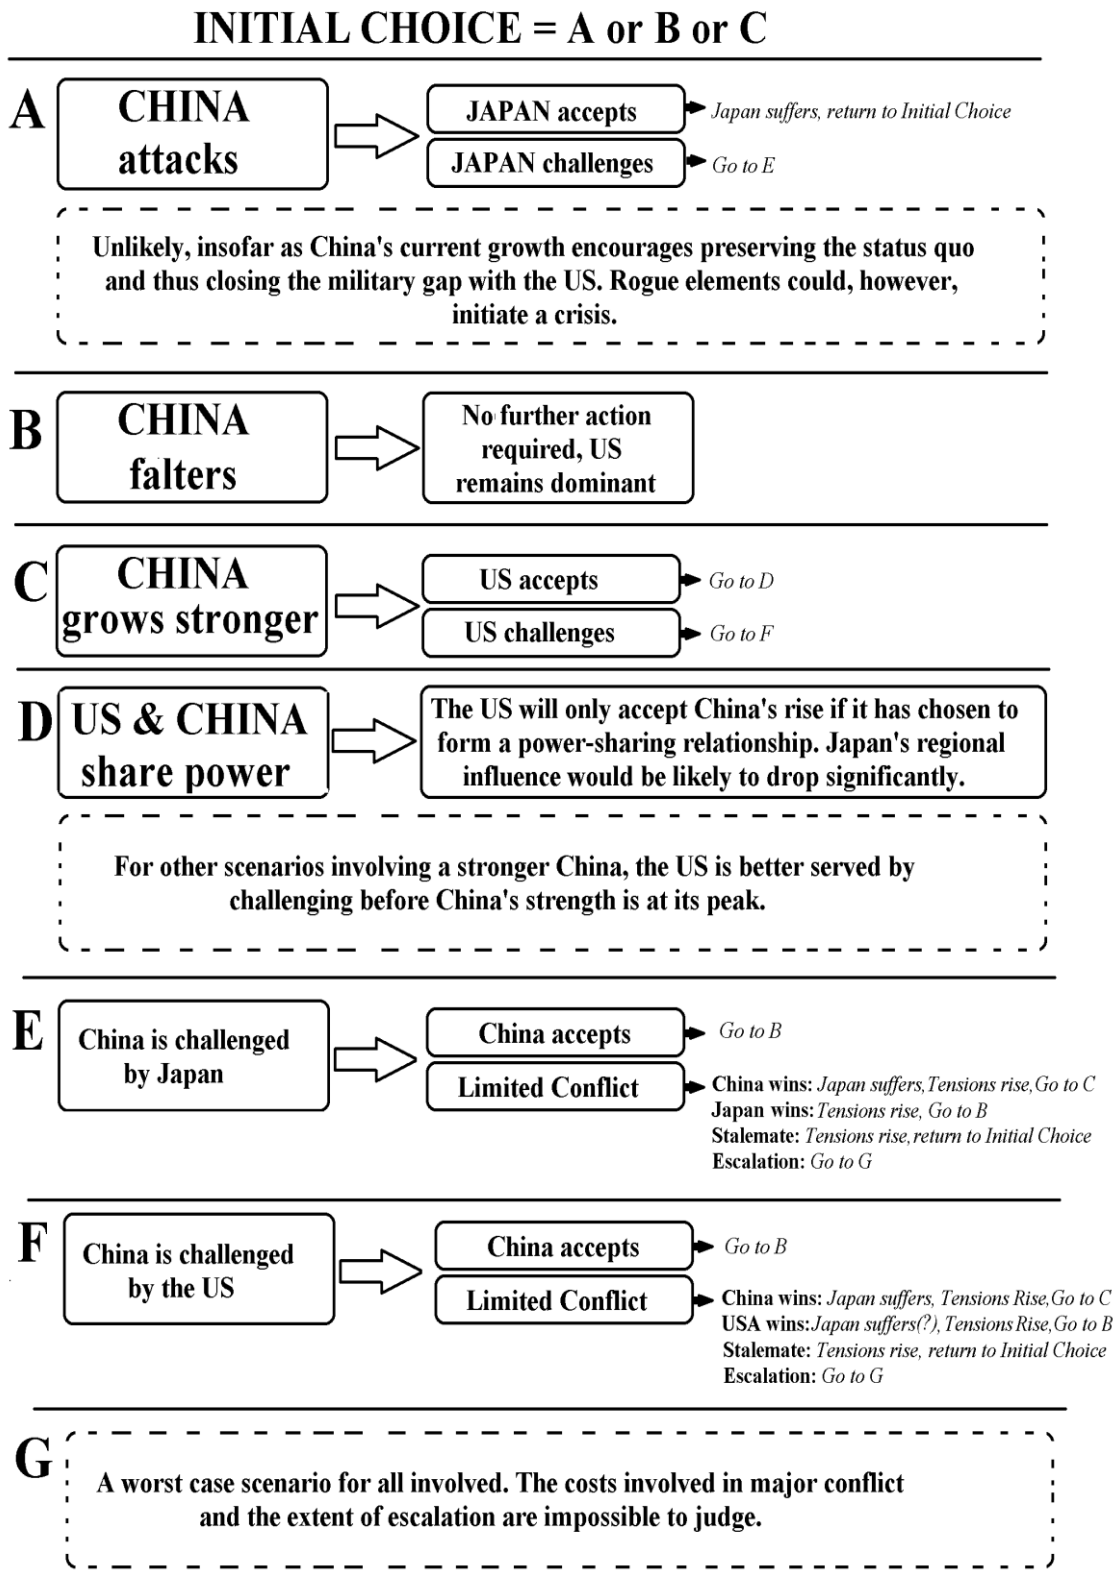 INITIAL CHOICE = A or B or C
A
CHINA
attacks
JAPAN accepts
Japan suffers, return to Initial Choice
JAPAN challenges
Go to E
Unlikely, insofar as China's current growth encourages preserving the status quo
and thus closing the military gap with the US. Rogue elements could, however,
initiate a crisis.
B
CHINA
falters
No further action
required, US
remains dominant
C
CHINA
grows stronger
US accepts
Go to D
US challenges
Go to F
D
US & CHINA
share power
The US will only accept China's rise if it has chosen to
form a power-sharing relationship. Japan's regional
influence would be likely to drop significantly.
For other scenarios involving a stronger China, the US is better served by
challenging before China's strength is at its peak.
E
China is challenged
by Japan
China accepts
Go to B
Limited Conflict
China wins: Japan suffers, Tensions rise, Go to C
Japan wins: Tensions rise, Go to B
Stalemate: Tensions rise, return to Initial Choice
Escalation: Go to G
F
China is challenged
by the US
China accepts
Go to B
Limited Conflict
China wins: Japan suffers, Tensions Rise, Go to C
USA wins: Japan suffers(?), Tensions Rise, Go to B
Stalemate: Tensions rise, return to Initial Choice
Escalation: Go to G
G
A worst case scenario for all involved. The costs involved in major conflict
and the extent of escalation are impossible to judge.